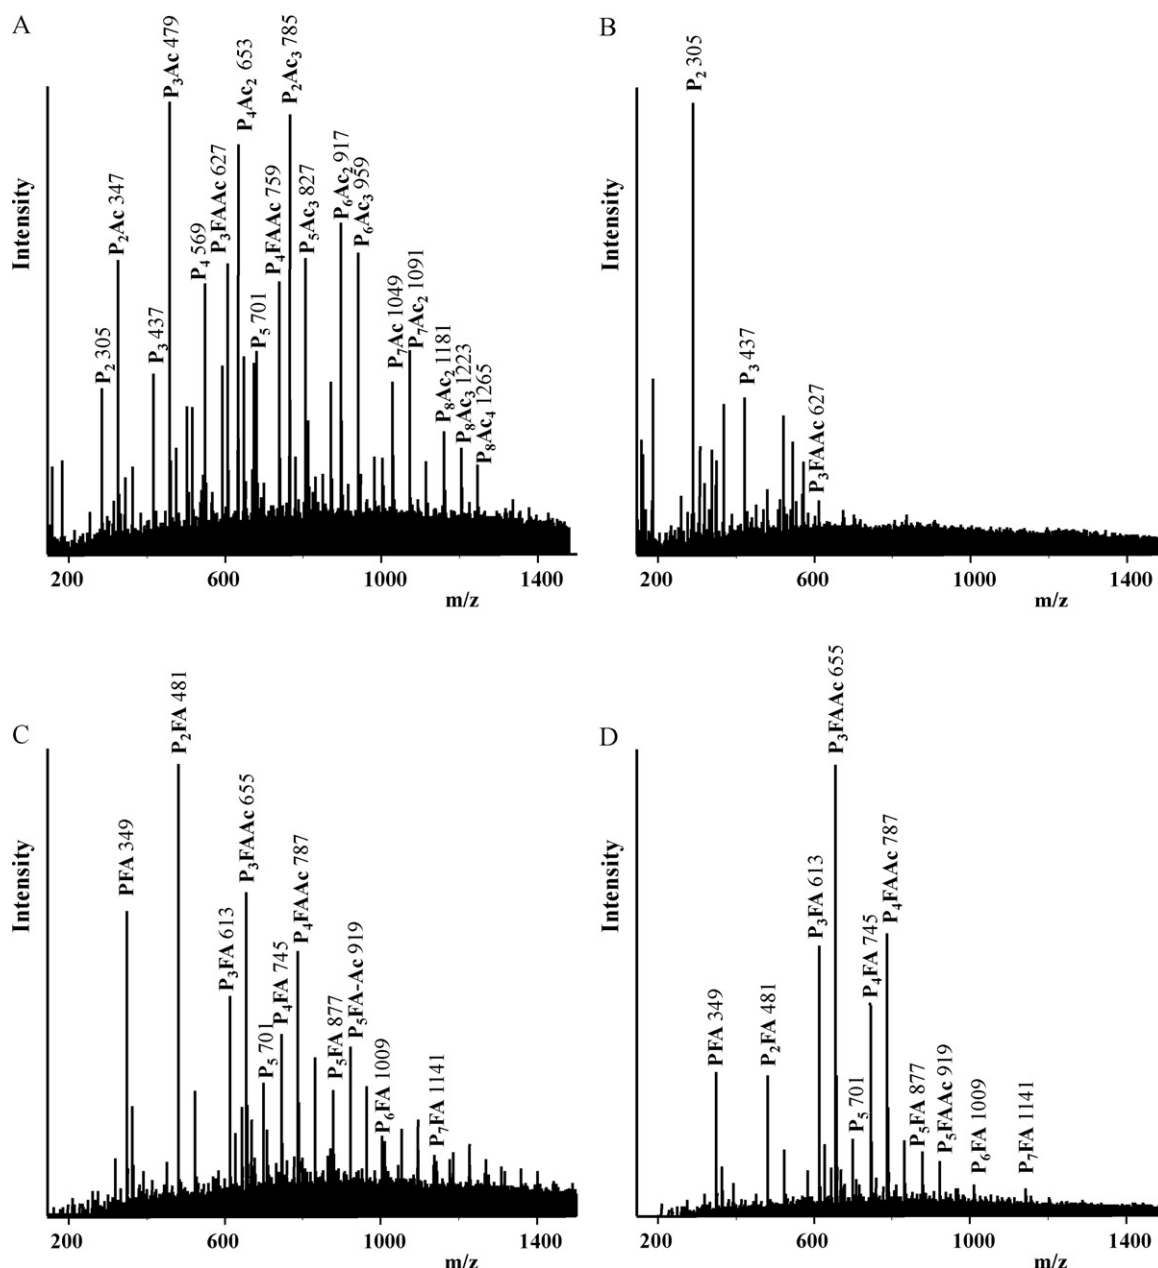 A
Intensity
P₂ 305
P₂Ac 347
P₃ 437
P₃Ac 479
P₄ 569
P₃FAAc 627
P₄Ac₂ 653
P₅ 701
P₄FAAc 759
P₂Ac₃ 785
P₅Ac₃ 827
P₆Ac₂ 917
P₆Ac₃ 959
P₇Ac 1049
P₇Ac₂ 1091
P₈Ac₂ 1181
P₈Ac₃ 1223
P₈Ac₄ 1265
200 600 1000 1400
m/z
B
Intensity
P₂ 305
P₃ 437
P₃FAAc 627
200 600 1000 1400
m/z
C
Intensity
PFA 349
P₂FA 481
P₃FA 613
P₃FAAc 655
P₅ 701
P₄FA 745
P₄FAAc 787
P₅FA 877
P₅FA-Ac 919
P₆FA 1009
P₇FA 1141
200 600 1000 1400
m/z
D
Intensity
PFA 349
P₂FA 481
P₃FA 613
P₃FAAc 655
P₅ 701
P₄FA 745
P₄FAAc 787
P₅FA 877
P₅FAAc 919
P₆FA 1009
P₇FA 1141
200 600 1000 1400
m/z